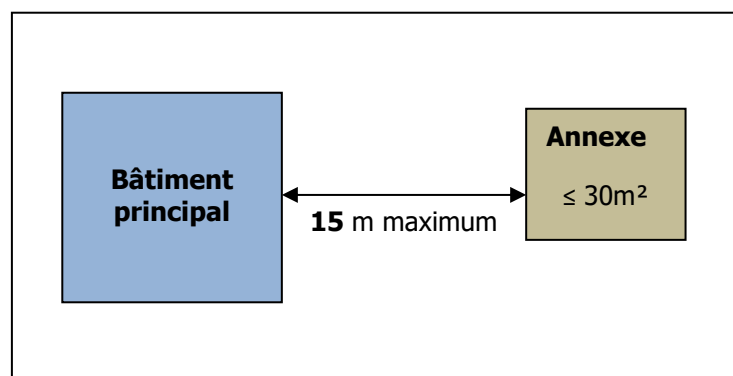 Bâtiment
principal
15 m maximum
Annexe
≤ 30m²